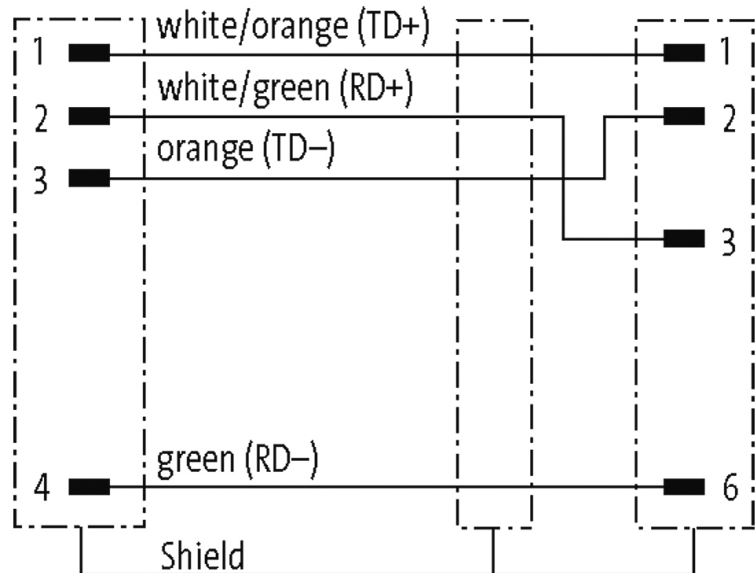 white/orange (TD+)
1 1
white/green (RD+)
2 2
orange (TD–)
3
3
green (RD–)
4 6
Shield